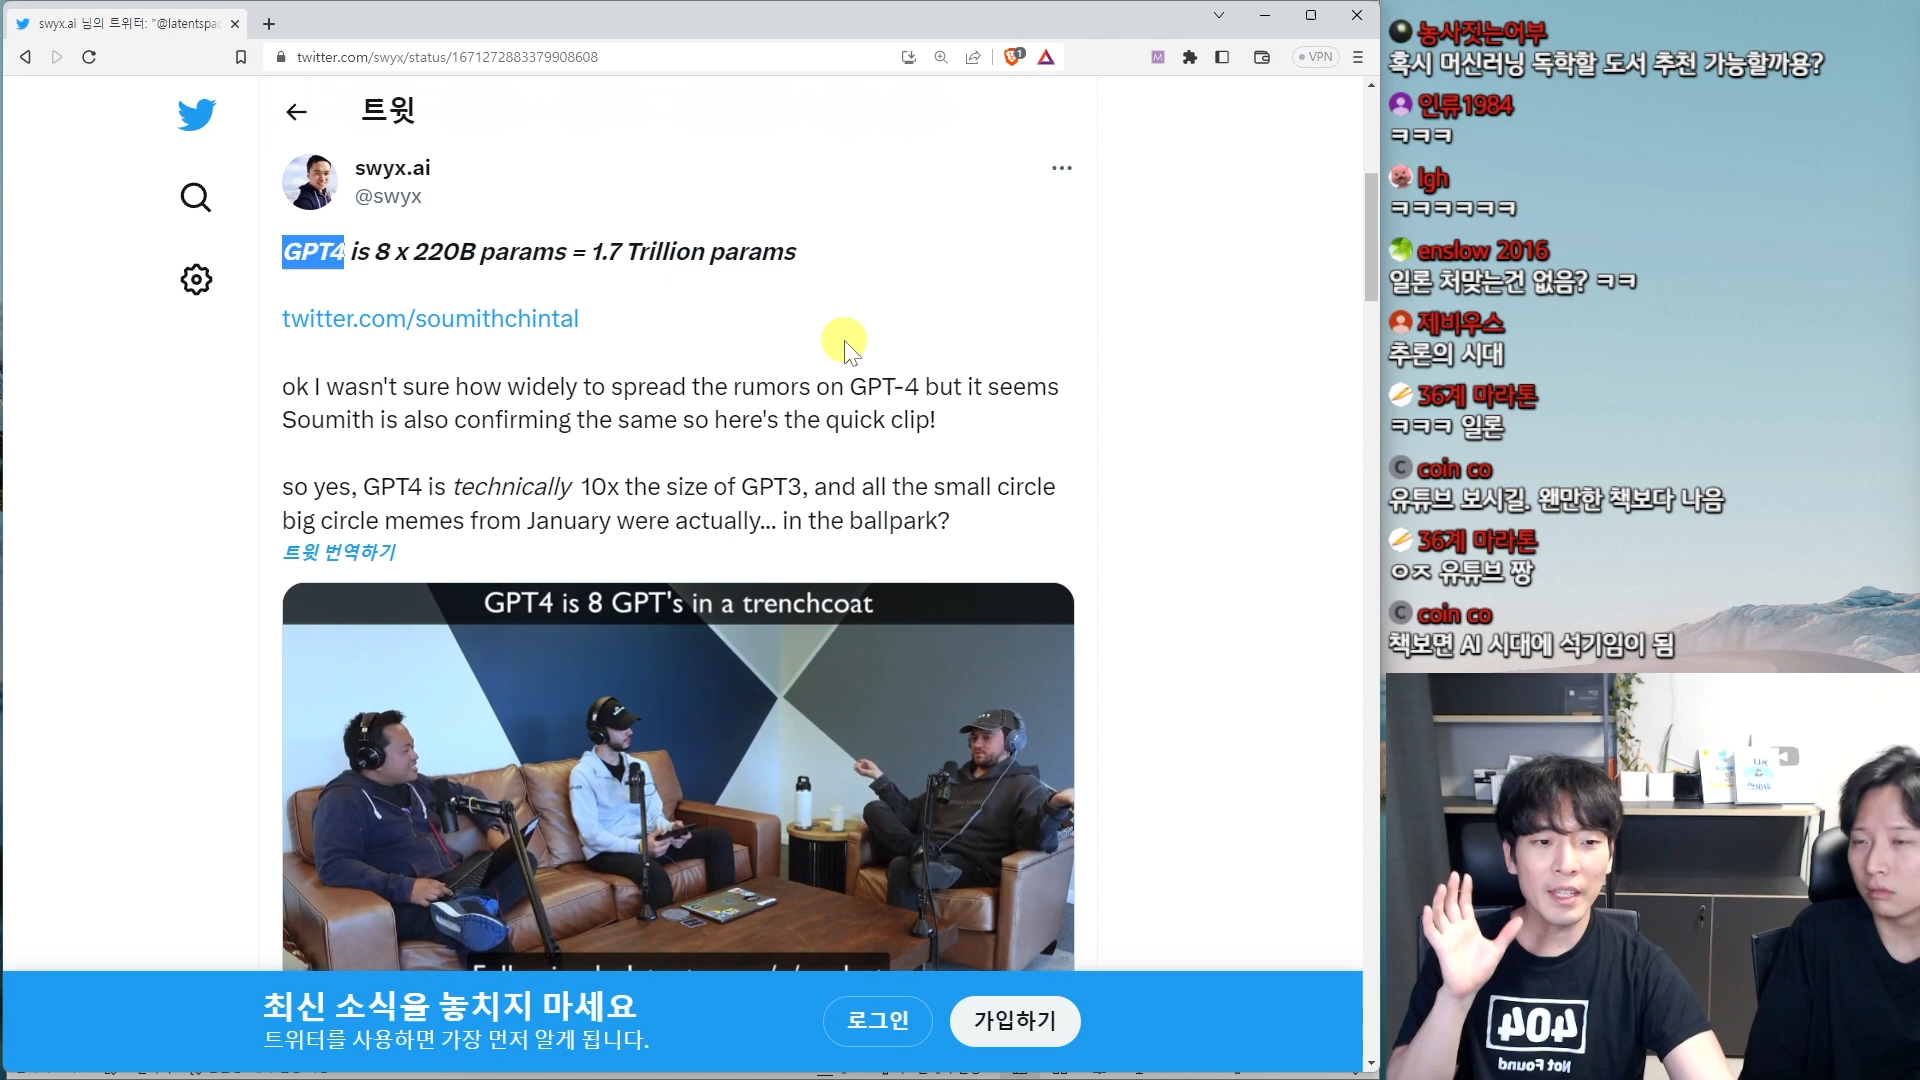 swyx.ai 님의 트위터: "@latentspac
twitter.com/swyx/status/1671272883379908608
1
M
VPN
트윗
swyx.ai
@swyx
GPT4 is 8 x 220B params = 1.7 Trillion params
twitter.com/soumithchintal
ok I wasn't sure how widely to spread the rumors on GPT-4 but it seems
Soumith is also confirming the same so here's the quick clip!
so yes, GPT4 is technically 10x the size of GPT3, and all the small circle
big circle memes from January were actually... in the ballpark?
트윗 번역하기
GPT4 is 8 GPT's in a trenchcoat
최신 소식을 놓치지 마세요
트위터를 사용하면 가장 먼저 알게 됩니다.
로그인
가입하기
농사짓는어부
혹시 머신러닝 독학할 도서 추천 가능할까용?
인류1984
ㅋㅋㅋ
lgh
ㅋㅋㅋㅋㅋㅋ
enslow 2016
일론 처맞는건 없음? ㅋㅋ
제비우스
추론의 시대
36계 마라톤
ㅋㅋㅋ 일론
C coin co
유튜브 보시길. 왠만한 책보다 나음
36계 마라톤
ㅇㅈ 유튜브 짱
C coin co
책보면 AI 시대에 석기임이 됨
404
Not Found